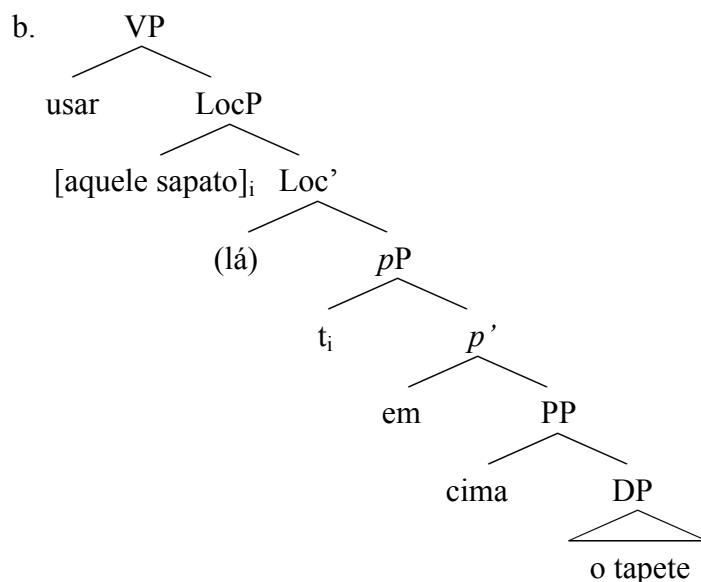 b. VP
usar LocP
[aquele sapato]i Loc’
(lá) pP
ti p’
em PP
cima DP
o tapete